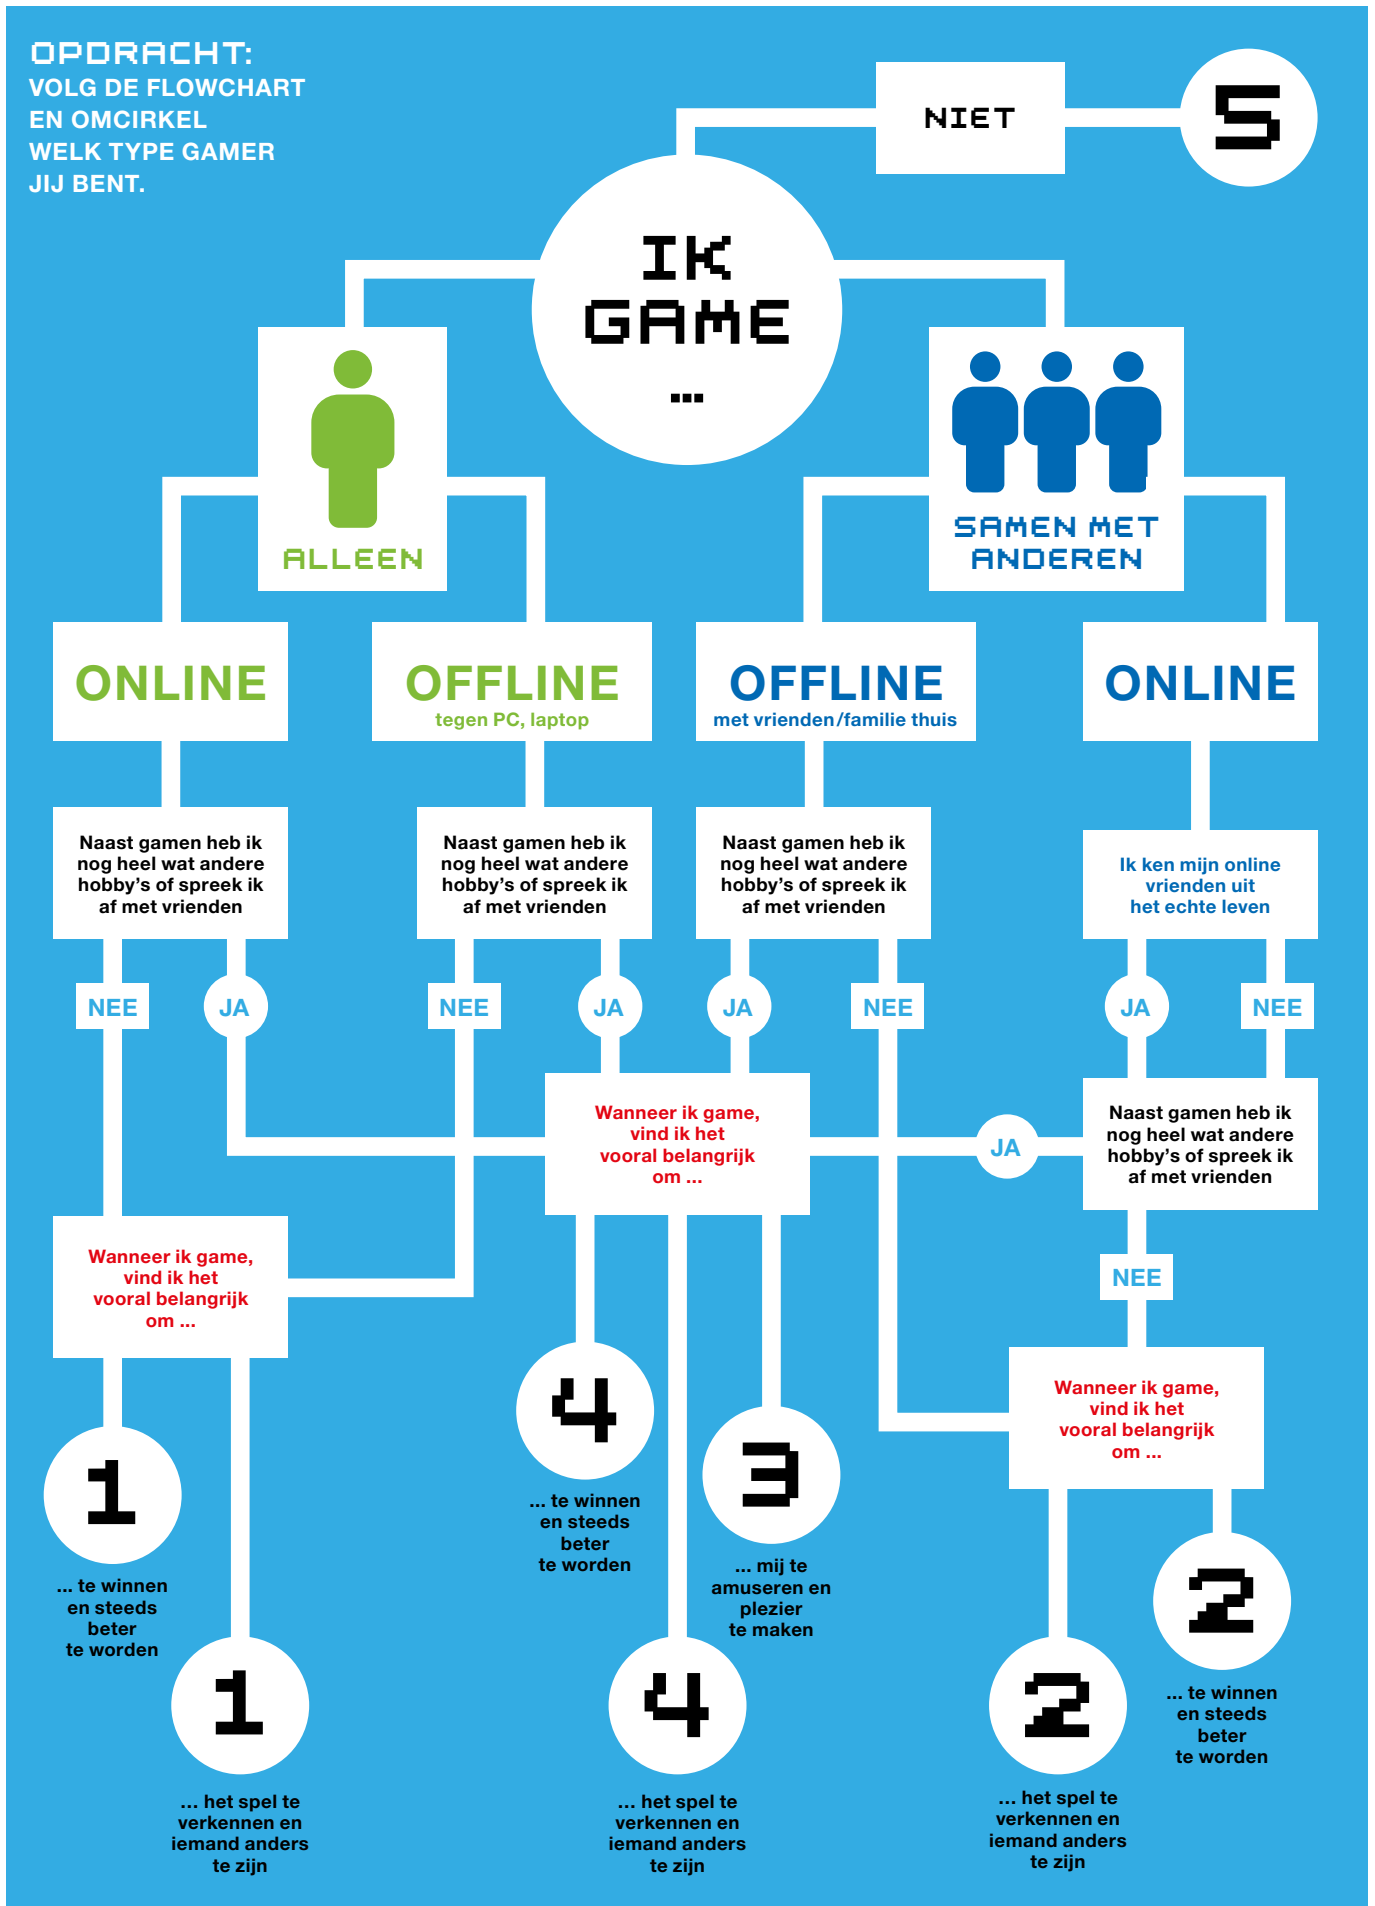 OPDRACHT:
VOLG DE FLOWCHART
EN OMCIRKEL
WELK TYPE GAMER
JIJ BENT.
NIET
5
IK
GAME
...
ALLEEN
SAMEN MET
ANDEREN
ONLINE
OFFLINE
tegen PC, laptop
OFFLINE
met vrienden/familie thuis
ONLINE
Naast gamen heb ik
nog heel wat andere
hobby's of spreek ik
af met vrienden
Naast gamen heb ik
nog heel wat andere
hobby's of spreek ik
af met vrienden
Naast gamen heb ik
nog heel wat andere
hobby's of spreek ik
af met vrienden
Ik ken mijn online
vrienden uit
het echte leven
NEE
JA
NEE
JA
JA
NEE
JA
NEE
Wanneer ik game,
vind ik het
vooral belangrijk
om ...
JA
Naast gamen heb ik
nog heel wat andere
hobby's of spreek ik
af met vrienden
Wanneer ik game,
vind ik het
vooral belangrijk
om ...
NEE
Wanneer ik game,
vind ik het
vooral belangrijk
om ...
1
... te winnen
en steeds
beter
te worden
1
... het spel te
verkennen en
iemand anders
te zijn
4
... te winnen
en steeds
beter
te worden
3
... mij te
amuseren en
plezier
te maken
4
... het spel te
verkennen en
iemand anders
te zijn
2
... het spel te
verkennen en
iemand anders
te zijn
2
... te winnen
en steeds
beter
te worden